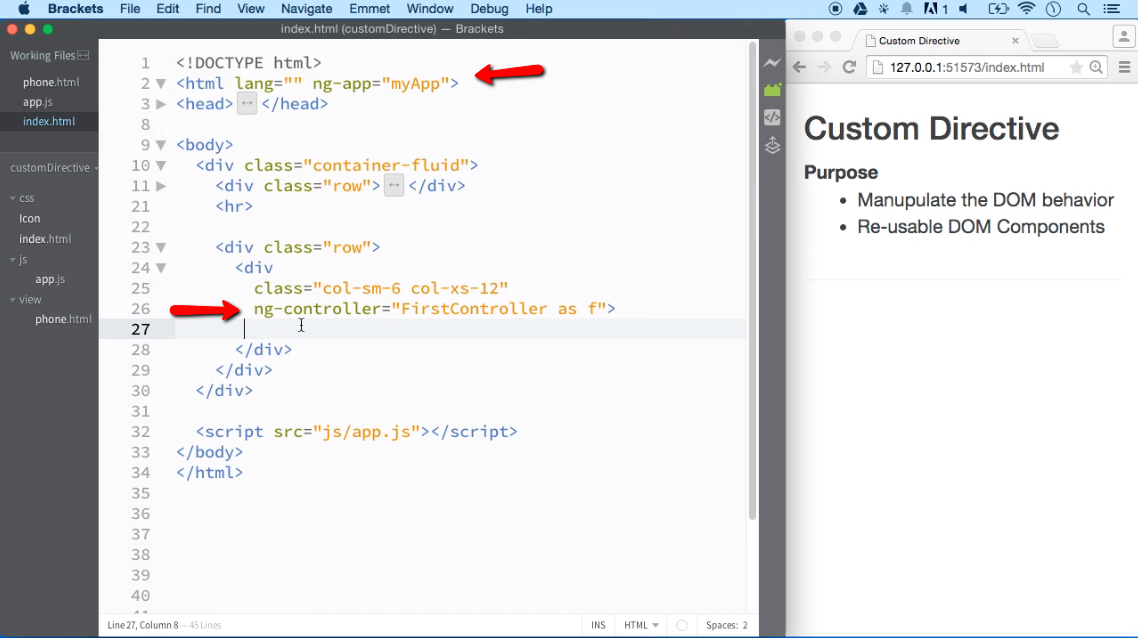 Brackets File Edit Find View Navigate Emmet Window Debug Help 1
index.html (customDirective) — Brackets
Working Files
phone.html
app.js
index.html
customDirective
css
Icon
index.html
js
app.js
view
phone.html
1 <!DOCTYPE html>
2 <html lang="" ng-app="myApp">
3 <head> </head>
8
9 <body>
10 <div class="container-fluid">
11 <div class="row"> </div>
21 <hr>
22
23 <div class="row">
24 <div
25 class="col-sm-6 col-xs-12"
26 ng-controller="FirstController as f">
27
28 </div>
29 </div>
30 </div>
31
32 <script src="js/app.js"></script>
33 </body>
34 </html>
35
36
37
38
39
40
Line 27, Column 8 — 45 Lines
INS HTML Spaces: 2
Custom Directive
127.0.0.1:51573/index.html
Custom Directive
Purpose
• Manupulate the DOM behavior
• Re-usable DOM Components